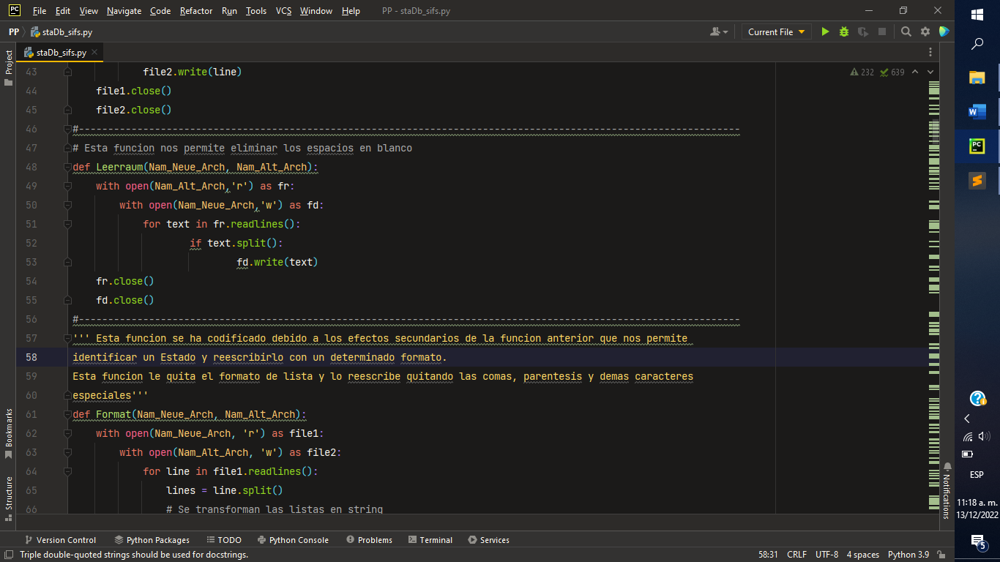 PC File Edit View Navigate Code Refactor Run Tools VCS Window Help PP - staDb_sifs.py
PP staDb_sifs.py Current File
staDb_sifs.py
Project
232 639
43 file2.write(line)
44 file1.close()
45 file2.close()
46 #-----------------------------------------------------------------------------------------------------------------
47 # Esta funcion nos permite eliminar los espacios en blanco
48 def Leerraum(Nam_Neue_Arch, Nam_Alt_Arch):
49 with open(Nam_Alt_Arch,'r') as fr:
50 with open(Nam_Neue_Arch,'w') as fd:
51 for text in fr.readlines():
52 if text.split():
53 fd.write(text)
54 fr.close()
55 fd.close()
56 #-----------------------------------------------------------------------------------------------------------------
57 ''' Esta funcion se ha codificado debido a los efectos secundarios de la funcion anterior que nos permite
58 identificar un Estado y reescribirlo con un determinado formato.
59 Esta funcion le quita el formato de lista y lo reescribe quitando las comas, parentesis y demas caracteres
60 especiales'''
61 def Format(Nam_Neue_Arch, Nam_Alt_Arch):
62 with open(Nam_Neue_Arch, 'r') as file1:
63 with open(Nam_Alt_Arch, 'w') as file2:
64 for line in file1.readlines():
65 lines = line.split()
66 # Se transforman las listas en string
Bookmarks
Structure
Notifications
Version Control Python Packages TODO Python Console Problems Terminal Services
Triple double-quoted strings should be used for docstrings. 58:31 CRLF UTF-8 4 spaces Python 3.9
W
PC
S
?
ESP
11:18 a. m.
13/12/2022
5